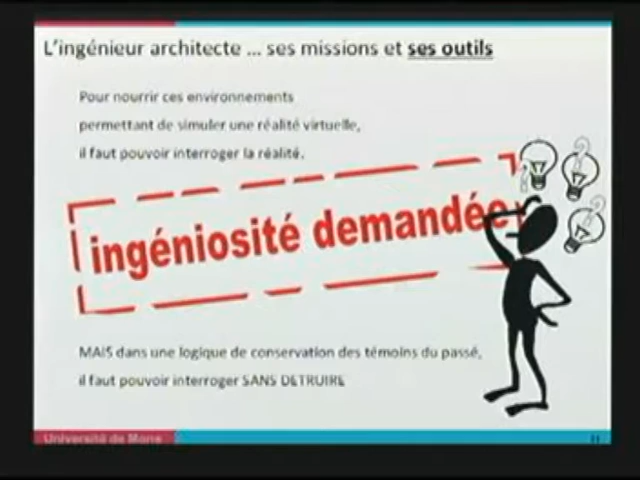 L'ingénieur architecte ... ses missions et ses outils
Pour nourrir ces environnements
permettant de simuler une réalité virtuelle,
il faut pouvoir interroger la réalité.
ingéniosité demandée
MAIS dans une logique de conservation des témoins du passé,
il faut pouvoir interroger SANS DETRUIRE
Université de Mons